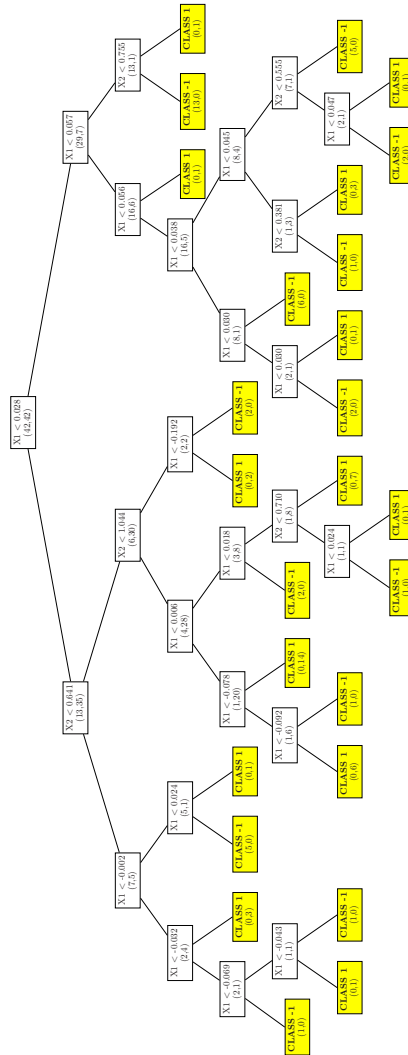 X1 < 0.028
(42,42)
X2 < 0.641
(13,35)
X1 < 0.057
(29,7)
X1 < -0.002
(7,5)
X2 < 1.044
(6,30)
X1 < 0.056
(16,6)
X2 < 0.755
(13,1)
X1 < -0.032
(2,4)
X1 < 0.024
(5,1)
X1 < 0.006
(4,28)
X1 < -0.192
(2,2)
X1 < 0.038
(16,5)
CLASS 1
(0,1)
CLASS -1
(13,0)
CLASS 1
(0,1)
X1 < -0.069
(2,1)
CLASS 1
(0,3)
CLASS -1
(5,0)
CLASS 1
(0,1)
X1 < -0.078
(1,20)
X1 < 0.018
(3,8)
CLASS 1
(0,2)
CLASS -1
(2,0)
X1 < 0.030
(8,1)
X1 < 0.045
(8,4)
CLASS -1
(1,0)
X1 < -0.043
(1,1)
X1 < -0.092
(1,6)
CLASS 1
(0,14)
CLASS -1
(2,0)
X2 < 0.710
(1,8)
X1 < 0.030
(2,1)
CLASS -1
(6,0)
X2 < 0.381
(1,3)
X2 < 0.555
(7,1)
CLASS 1
(0,1)
CLASS -1
(1,0)
CLASS 1
(0,6)
CLASS -1
(1,0)
X1 < 0.024
(1,1)
CLASS 1
(0,7)
CLASS -1
(2,0)
CLASS 1
(0,1)
CLASS -1
(1,0)
CLASS 1
(0,3)
X1 < 0.047
(2,1)
CLASS -1
(5,0)
CLASS -1
(1,0)
CLASS 1
(0,1)
CLASS -1
(2,0)
CLASS 1
(0,1)